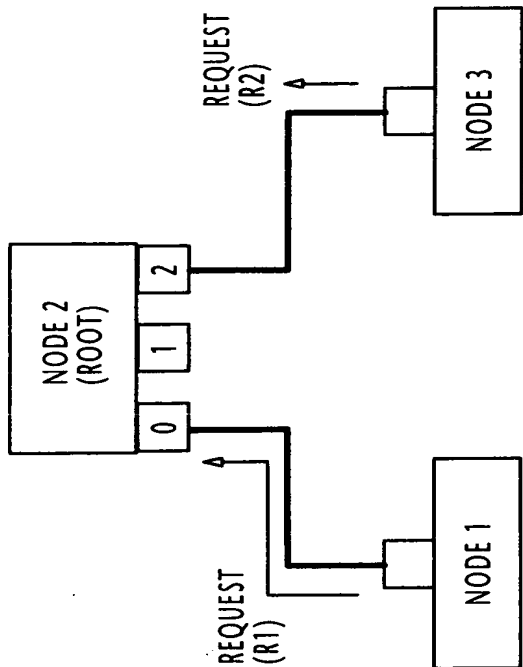 NODE 2
(ROOT)
0
1
2
REQUEST
(R1)
REQUEST
(R2)
NODE 1
NODE 3